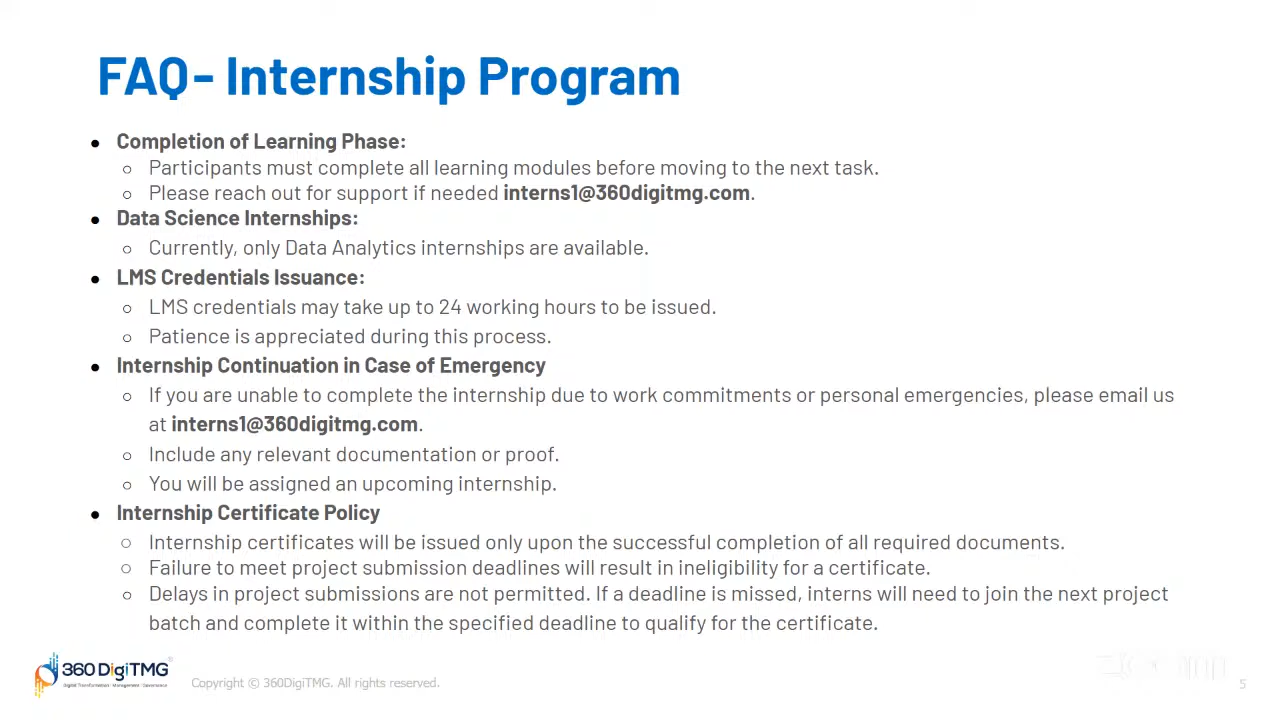 FAQ- Internship Program
● Completion of Learning Phase:
○ Participants must complete all learning modules before moving to the next task.
○ Please reach out for support if needed interns1@360digitmg.com.
● Data Science Internships:
○ Currently, only Data Analytics internships are available.
● LMS Credentials Issuance:
○ LMS credentials may take up to 24 working hours to be issued.
○ Patience is appreciated during this process.
● Internship Continuation in Case of Emergency
○ If you are unable to complete the internship due to work commitments or personal emergencies, please email us
at interns1@360digitmg.com.
○ Include any relevant documentation or proof.
○ You will be assigned an upcoming internship.
● Internship Certificate Policy
○ Internship certificates will be issued only upon the successful completion of all required documents.
○ Failure to meet project submission deadlines will result in ineligibility for a certificate.
○ Delays in project submissions are not permitted. If a deadline is missed, interns will need to join the next project
batch and complete it within the specified deadline to qualify for the certificate.
360DigiTMG®
Digital Transformation · Management · Governance
Copyright © 360DigiTMG. All rights reserved.
5